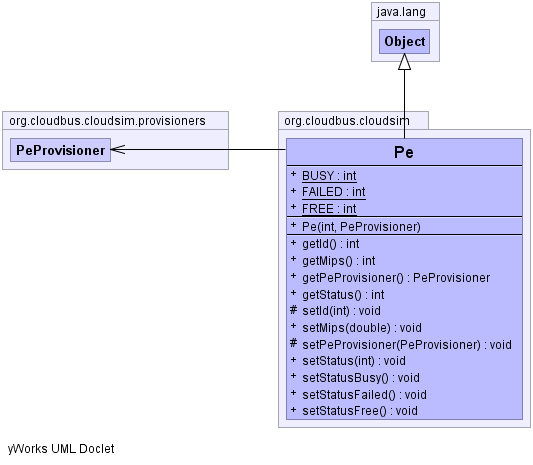 java.lang
Object
org.cloudbus.cloudsim.provisioners
PeProvisioner
org.cloudbus.cloudsim
Pe
+ BUSY : int
+ FAILED : int
+ FREE : int
+ Pe(int, PeProvisioner)
+ getId() : int
+ getMips() : int
+ getPeProvisioner() : PeProvisioner
+ getStatus() : int
# setId(int) : void
+ setMips(double) : void
# setPeProvisioner(PeProvisioner) : void
+ setStatus(int) : void
+ setStatusBusy() : void
+ setStatusFailed() : void
+ setStatusFree() : void
yWorks UML Doclet